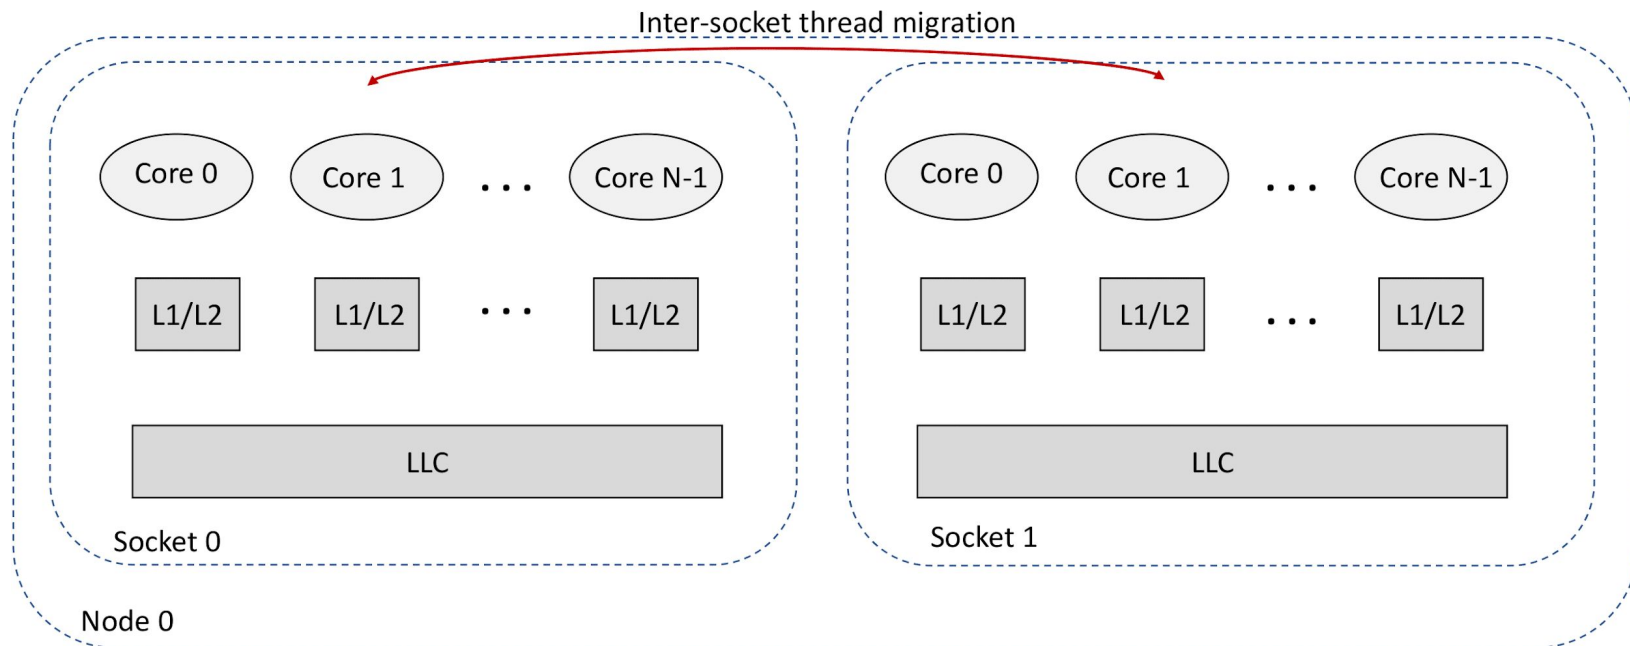 Inter-socket thread migration
Core 0 Core 1 ... Core N-1 Core 0 Core 1 ... Core N-1
L1/L2 L1/L2 ... L1/L2 L1/L2 L1/L2 ... L1/L2
LLC LLC
Socket 0 Socket 1
Node 0